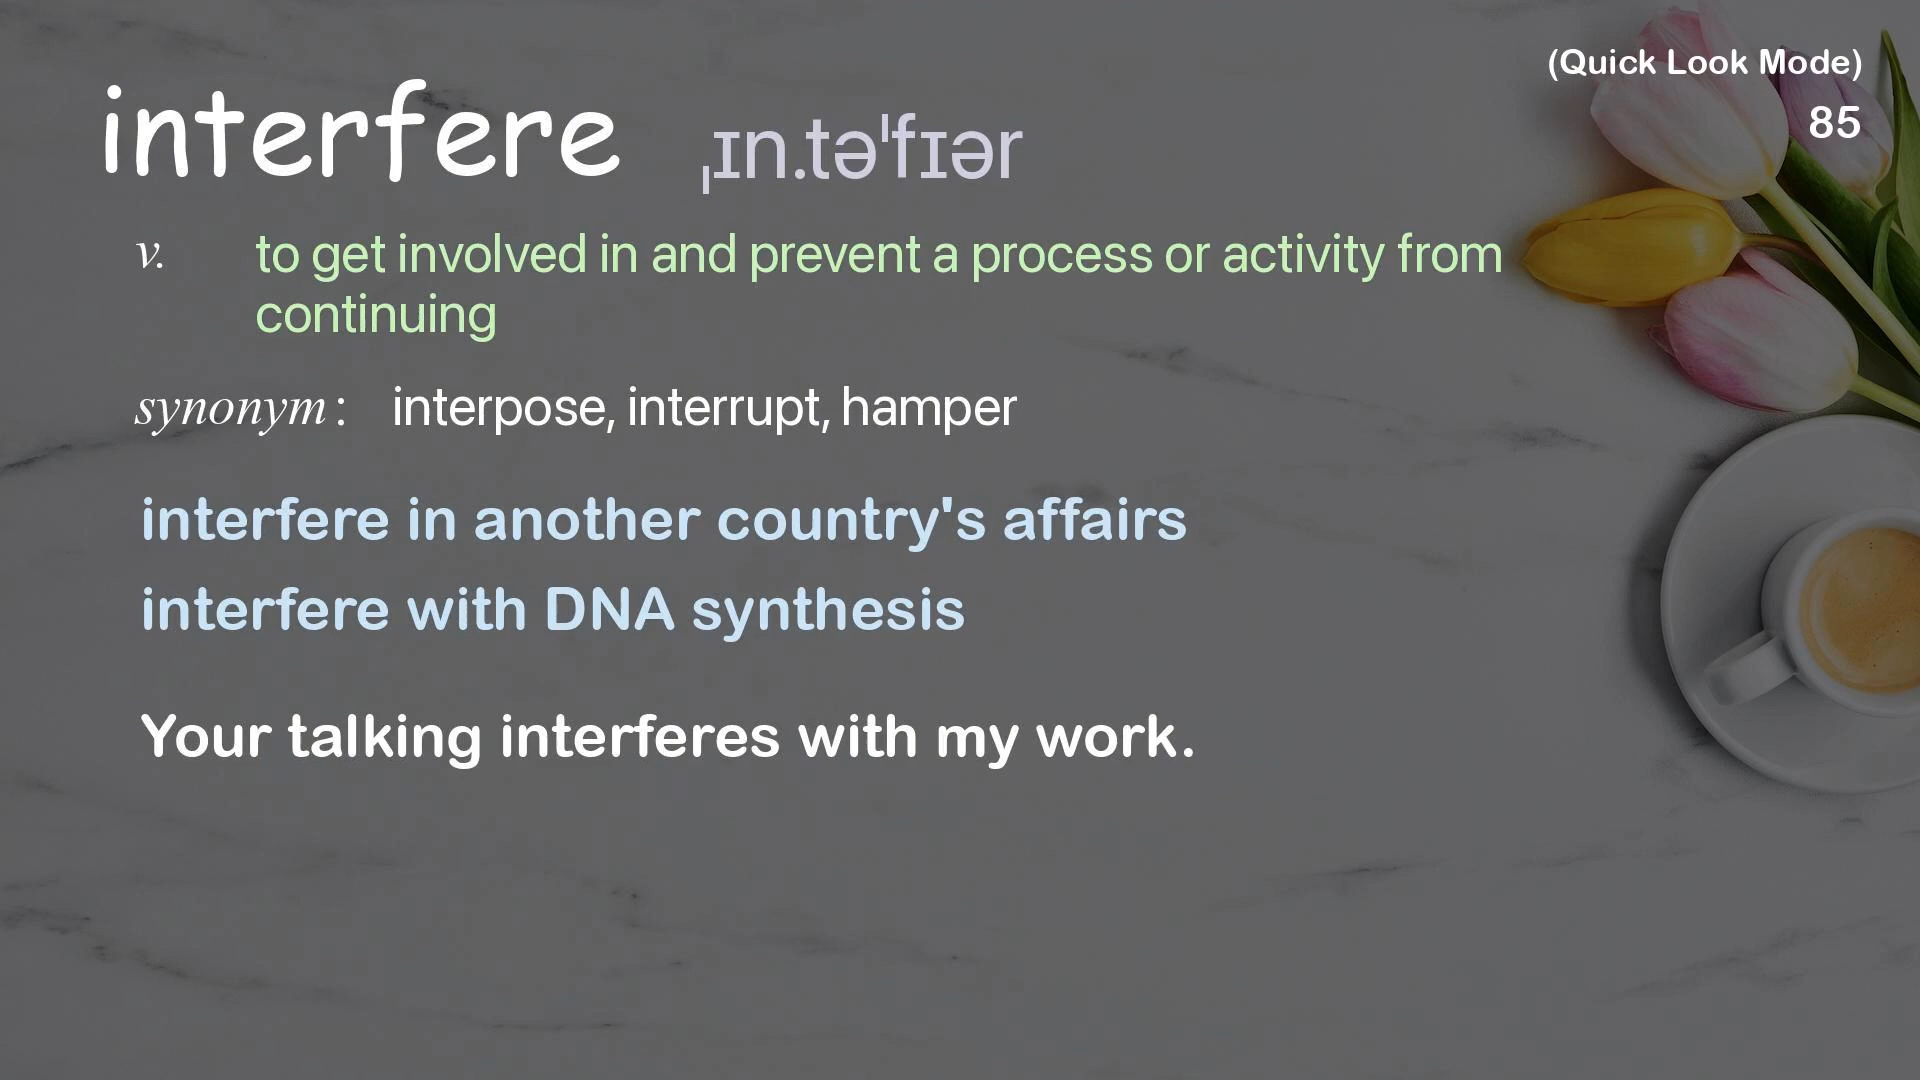 (Quick Look Mode)
85
interfere ˌɪn.təˈfɪər
v. to get involved in and prevent a process or activity from
continuing
synonym: interpose, interrupt, hamper
interfere in another country's affairs
interfere with DNA synthesis
Your talking interferes with my work.